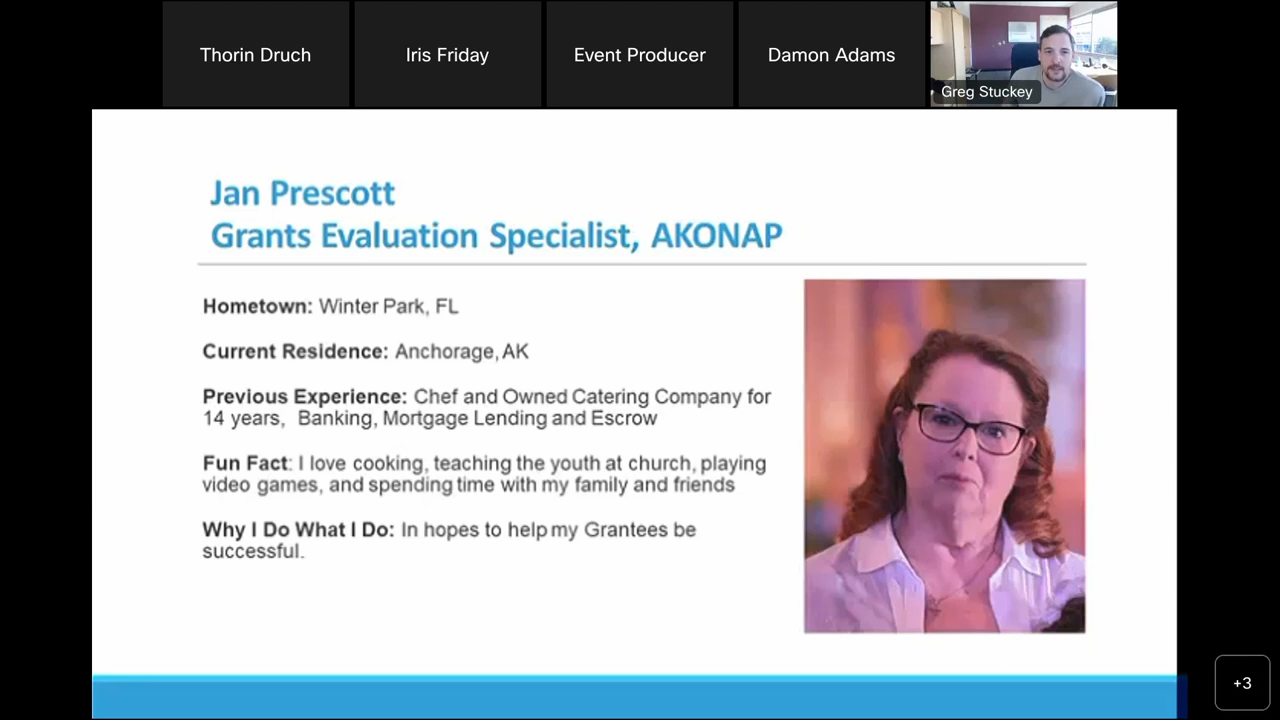 Thorin Druch
Iris Friday
Event Producer
Damon Adams
Greg Stuckey
Jan Prescott
Grants Evaluation Specialist, AKONAP
Hometown: Winter Park, FL
Current Residence: Anchorage, AK
Previous Experience: Chef and Owned Catering Company for
14 years, Banking, Mortgage Lending and Escrow
Fun Fact: I love cooking, teaching the youth at church, playing
video games, and spending time with my family and friends
Why I Do What I Do: In hopes to help my Grantees be
successful.
+3